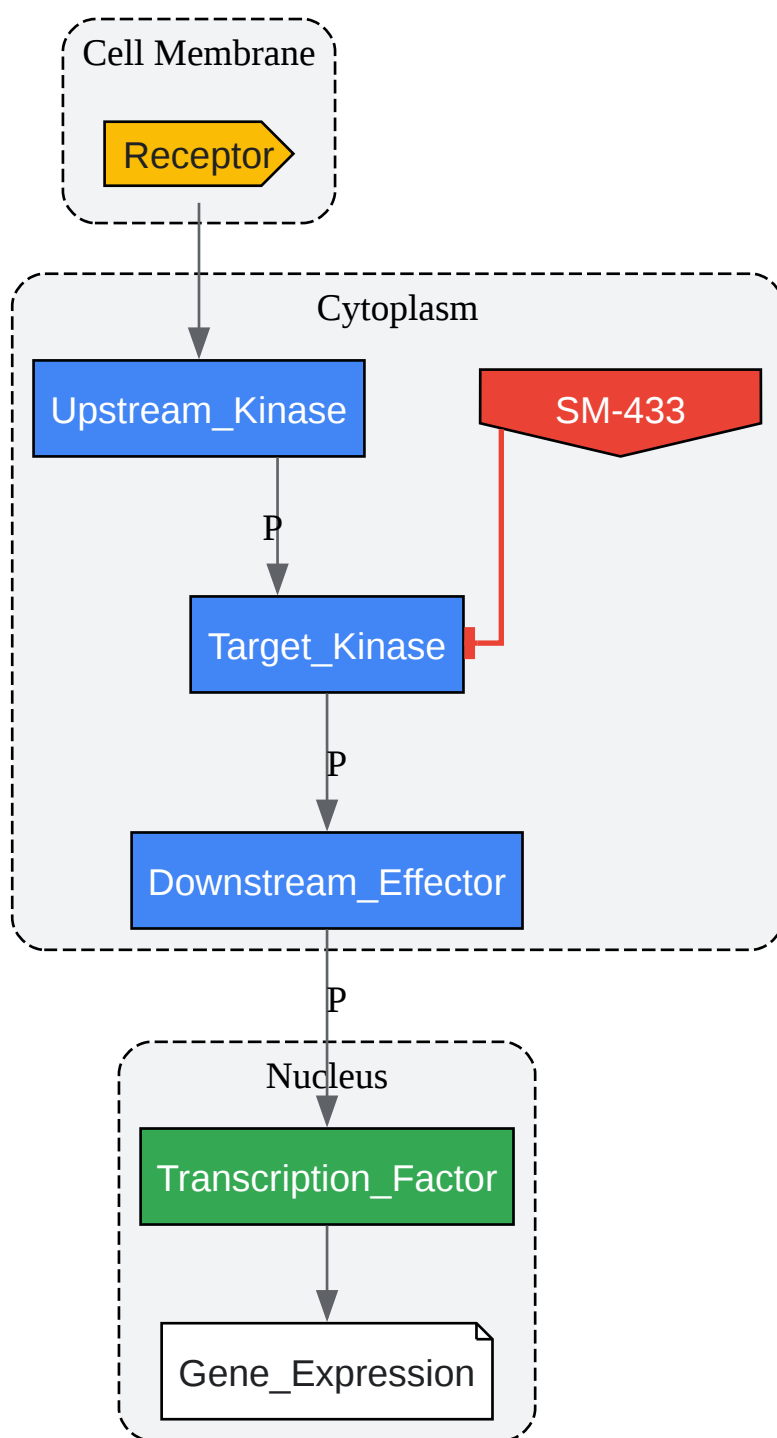 Cell Membrane
Receptor
Cytoplasm
Upstream_Kinase
SM-433
P
Target_Kinase
P
Downstream_Effector
P
Nucleus
Transcription_Factor
Gene_Expression